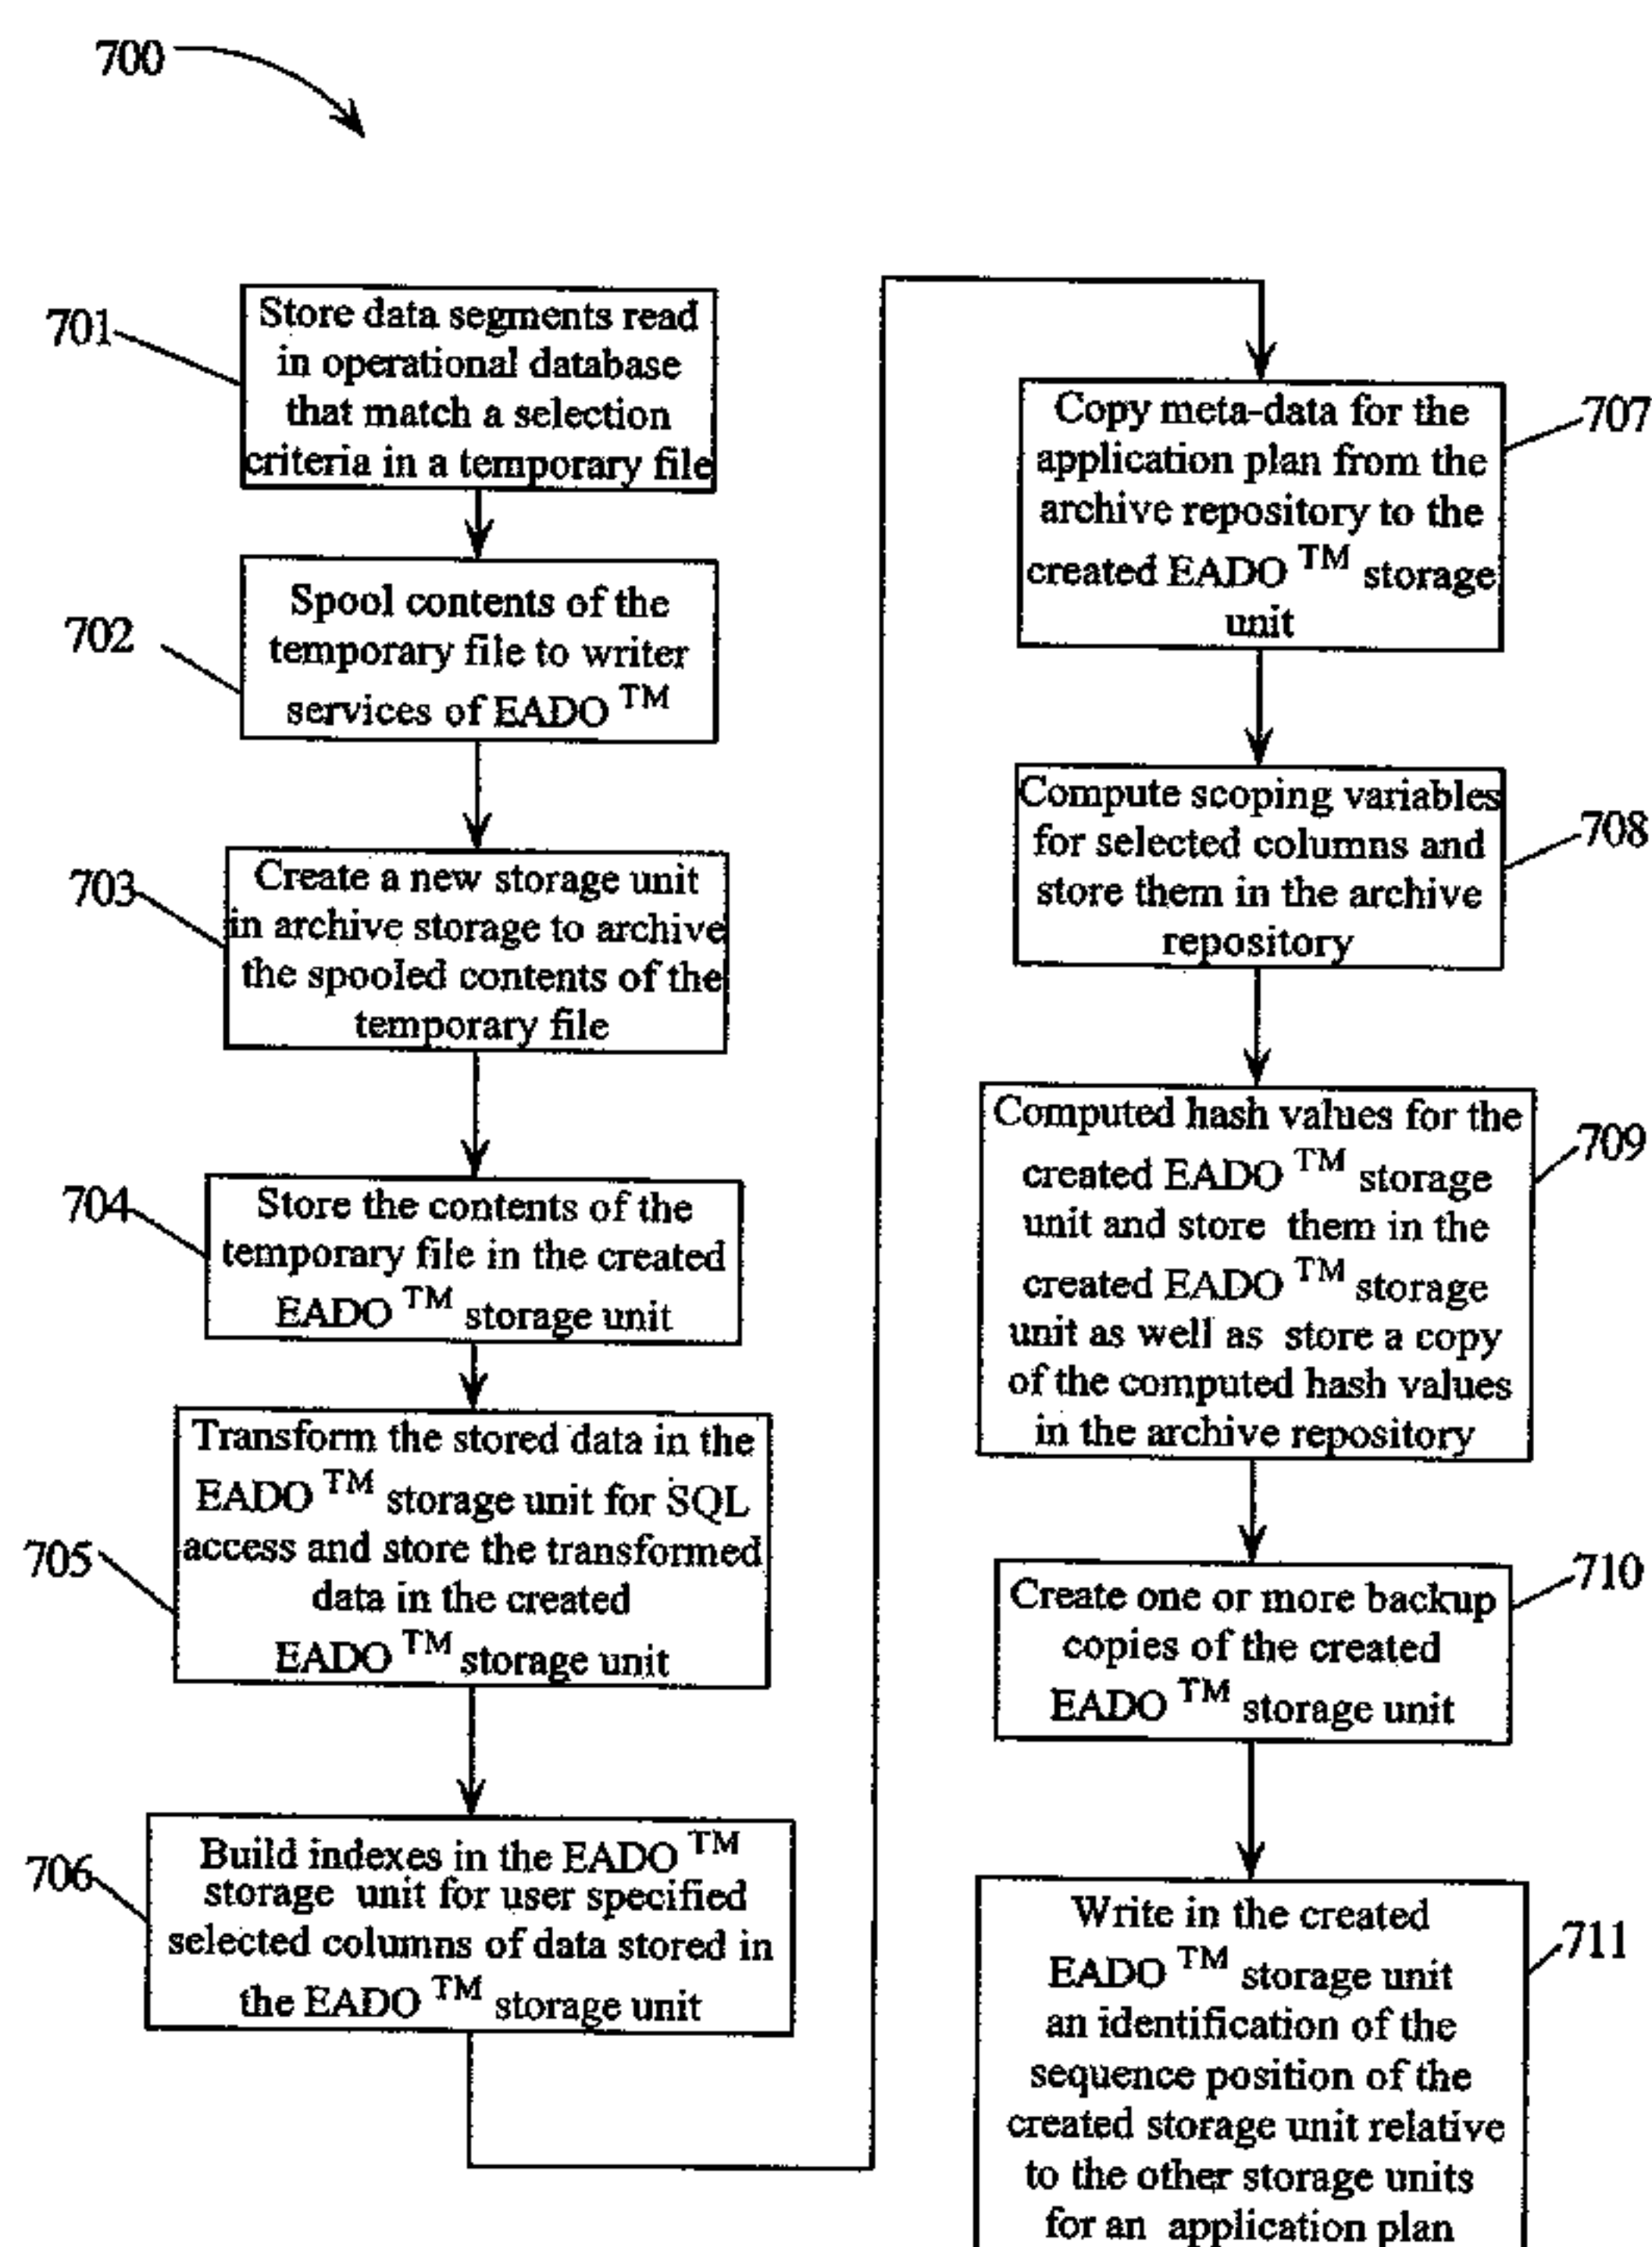 700
701
Store data segments read
in operational database
that match a selection
criteria in a temporary file
702
Spool contents of the
temporary file to writer
services of EADO TM
703
Create a new storage unit
in archive storage to archive
the spooled contents of the
temporary file
704
Store the contents of the
temporary file in the created
EADO TM storage unit
705
Transform the stored data in the
EADO TM storage unit for SQL
access and store the transformed
data in the created
EADO TM storage unit
706
Build indexes in the EADO TM
storage unit for user specified
selected columns of data stored in
the EADO TM storage unit
707
Copy meta-data for the
application plan from the
archive repository to the
created EADO TM storage
unit
708
Compute scoping variables
for selected columns and
store them in the archive
repository
709
Computed hash values for the
created EADO TM storage
unit and store them in the
created EADO TM storage
unit as well as store a copy
of the computed hash values
in the archive repository
710
Create one or more backup
copies of the created
EADO TM storage unit
711
Write in the created
EADO TM storage unit
an identification of the
sequence position of the
created storage unit relative
to the other storage units
for an application plan